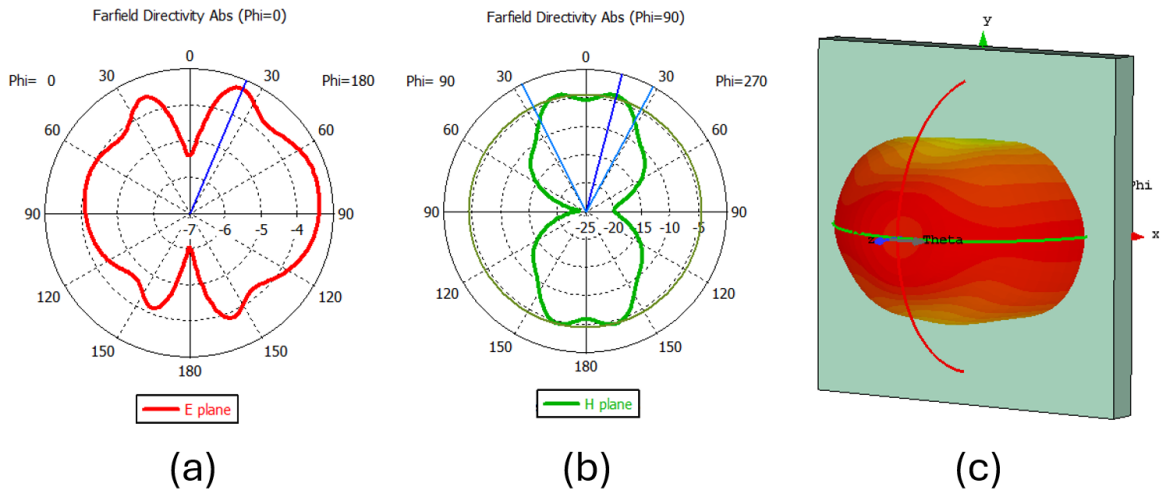 Farfield Directivity Abs (Phi=0)
Phi= 0
30
0
30
Phi=180
60
60
90
-7
-6
-5
-4
90
120
120
150
180
150
E plane
(a)
Farfield Directivity Abs (Phi=90)
Phi= 90
30
0
30
Phi=270
60
60
90
-25
-20
-15
-10
-5
90
120
120
150
180
150
H plane
(b)
y
Phi
x
z
Theta
(c)